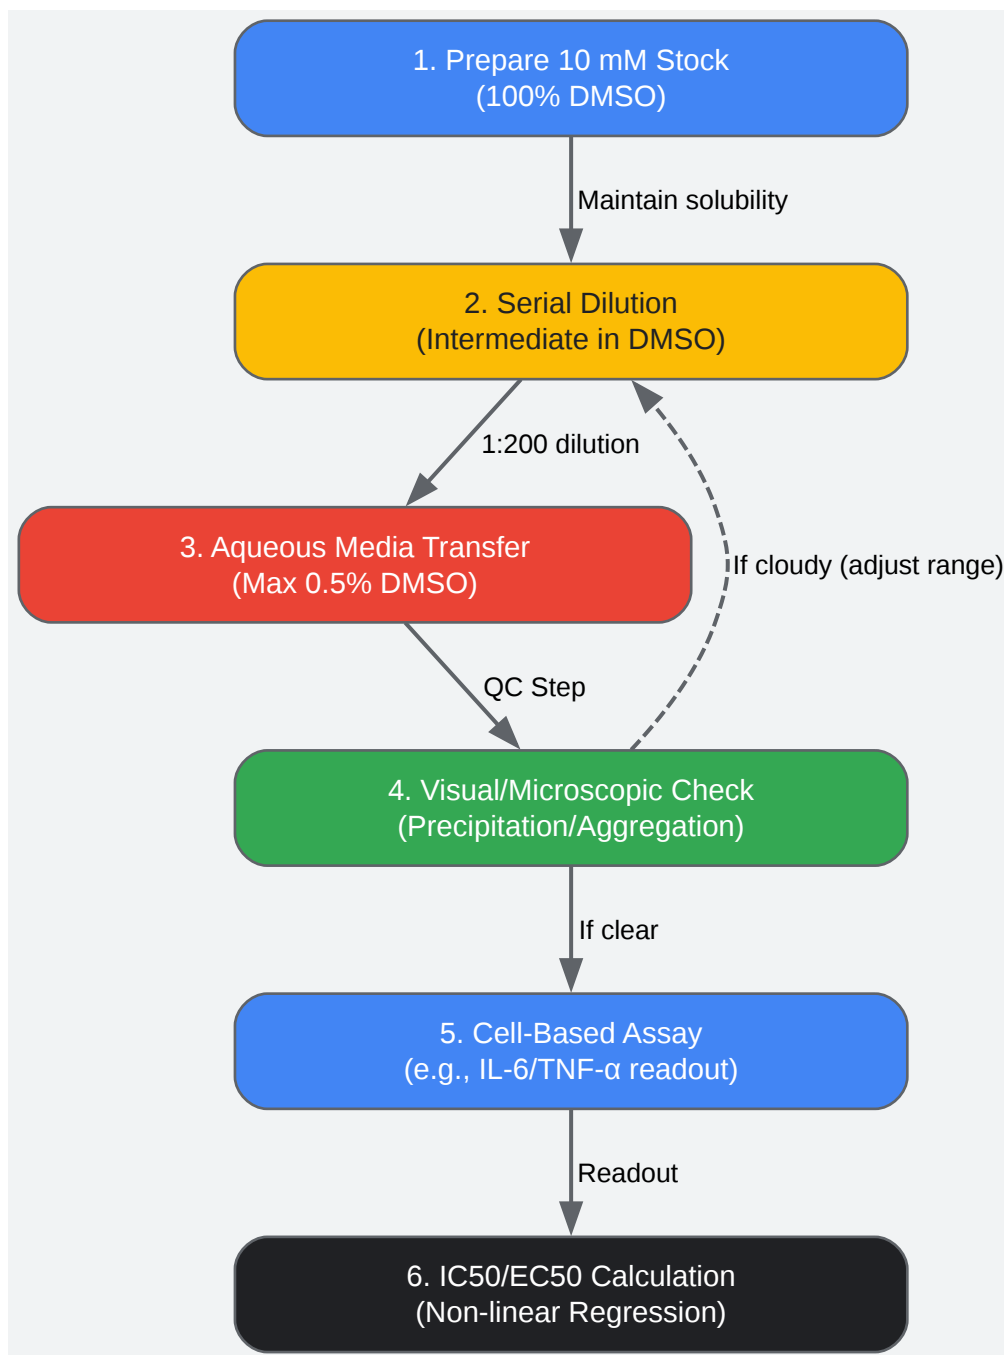 1. Prepare 10 mM Stock
(100% DMSO)
Maintain solubility
2. Serial Dilution
(Intermediate in DMSO)
1:200 dilution
3. Aqueous Media Transfer
(Max 0.5% DMSO)
If cloudy (adjust range)
QC Step
4. Visual/Microscopic Check
(Precipitation/Aggregation)
If clear
5. Cell-Based Assay
(e.g., IL-6/TNF-α readout)
Readout
6. IC50/EC50 Calculation
(Non-linear Regression)